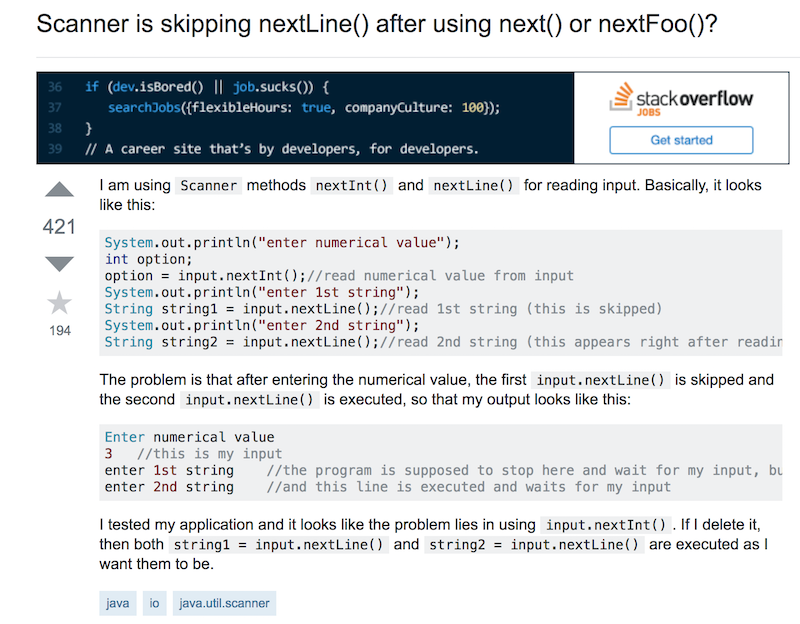 Scanner is skipping nextLine() after using next() or nextFoo()?
36 if (dev.isBored() || job.sucks()) {
37 searchJobs({flexibleHours: true, companyCulture: 100});
38 }
39 // A career site that's by developers, for developers.
stackoverflow
JOBS
Get started
421
194
I am using Scanner methods nextInt() and nextLine() for reading input. Basically, it looks
like this:
System.out.println("enter numerical value");
int option;
option = input.nextInt();//read numerical value from input
System.out.println("enter 1st string");
String string1 = input.nextLine();//read 1st string (this is skipped)
System.out.println("enter 2nd string");
String string2 = input.nextLine();//read 2nd string (this appears right after readin
The problem is that after entering the numerical value, the first input.nextLine() is skipped and
the second input.nextLine() is executed, so that my output looks like this:
Enter numerical value
3 //this is my input
enter 1st string //the program is supposed to stop here and wait for my input, bu
enter 2nd string //and this line is executed and waits for my input
I tested my application and it looks like the problem lies in using input.nextInt() . If I delete it,
then both string1 = input.nextLine() and string2 = input.nextLine() are executed as I
want them to be.
java io java.util.scanner